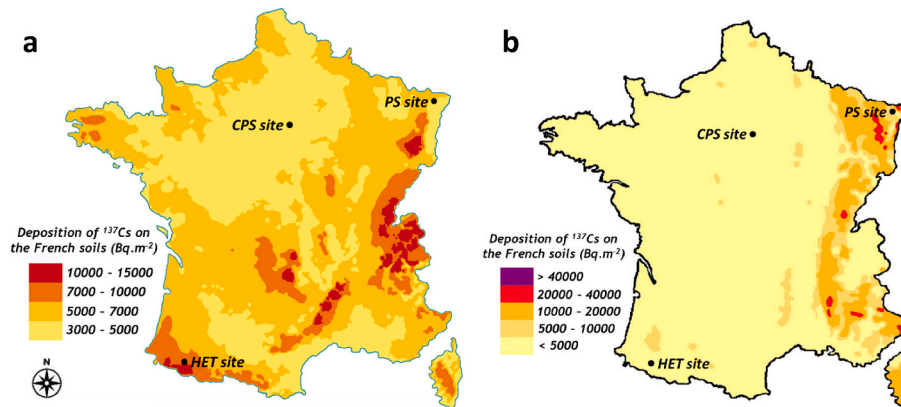 a
PS site
CPS site
Deposition of ¹³⁷Cs on
the French soils (Bq.m⁻²)
10000 - 15000
7000 - 10000
5000 - 7000
3000 - 5000
N
HET site
b
PS site
CPS site
Deposition of ¹³⁷Cs on
the French soils (Bq.m⁻²)
> 40000
20000 - 40000
10000 - 20000
5000 - 10000
< 5000
HET site